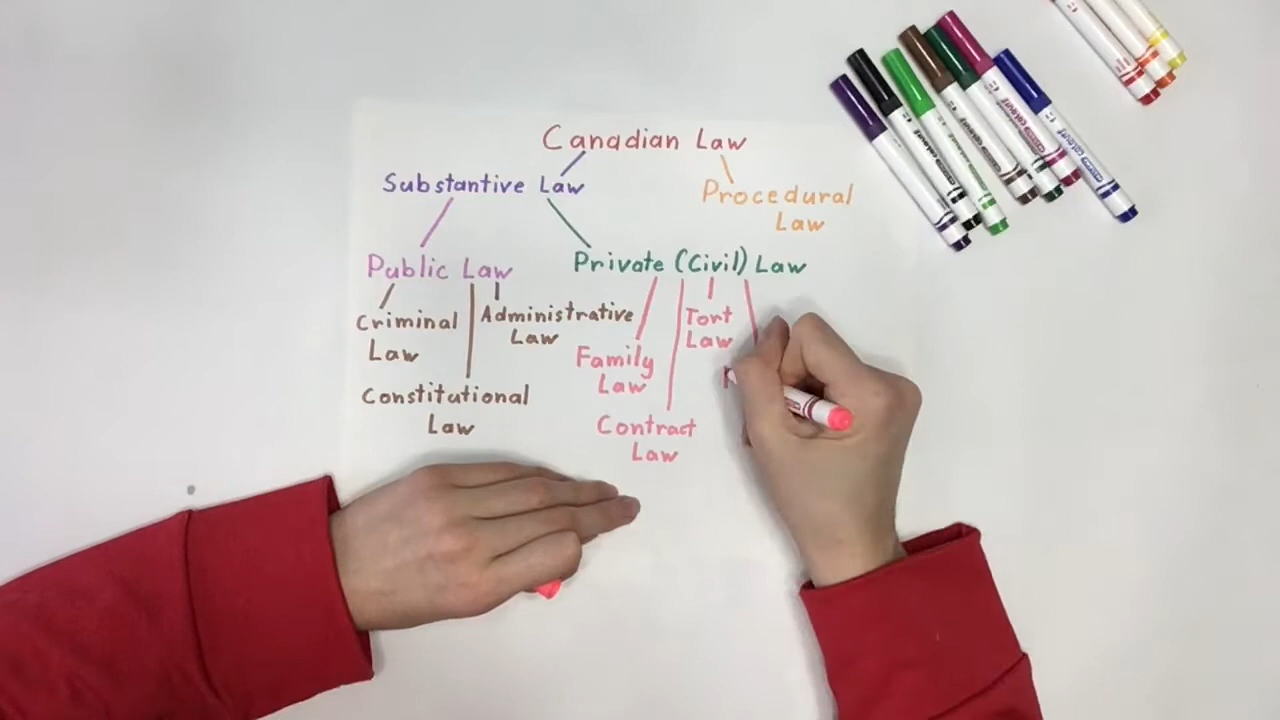 Canadian Law
Substantive Law
Procedural
Law
Public Law
Private (Civil) Law
Criminal
Law
Administrative
Law
Constitutional
Law
Family
Law
Tort
Law
Contract
Law